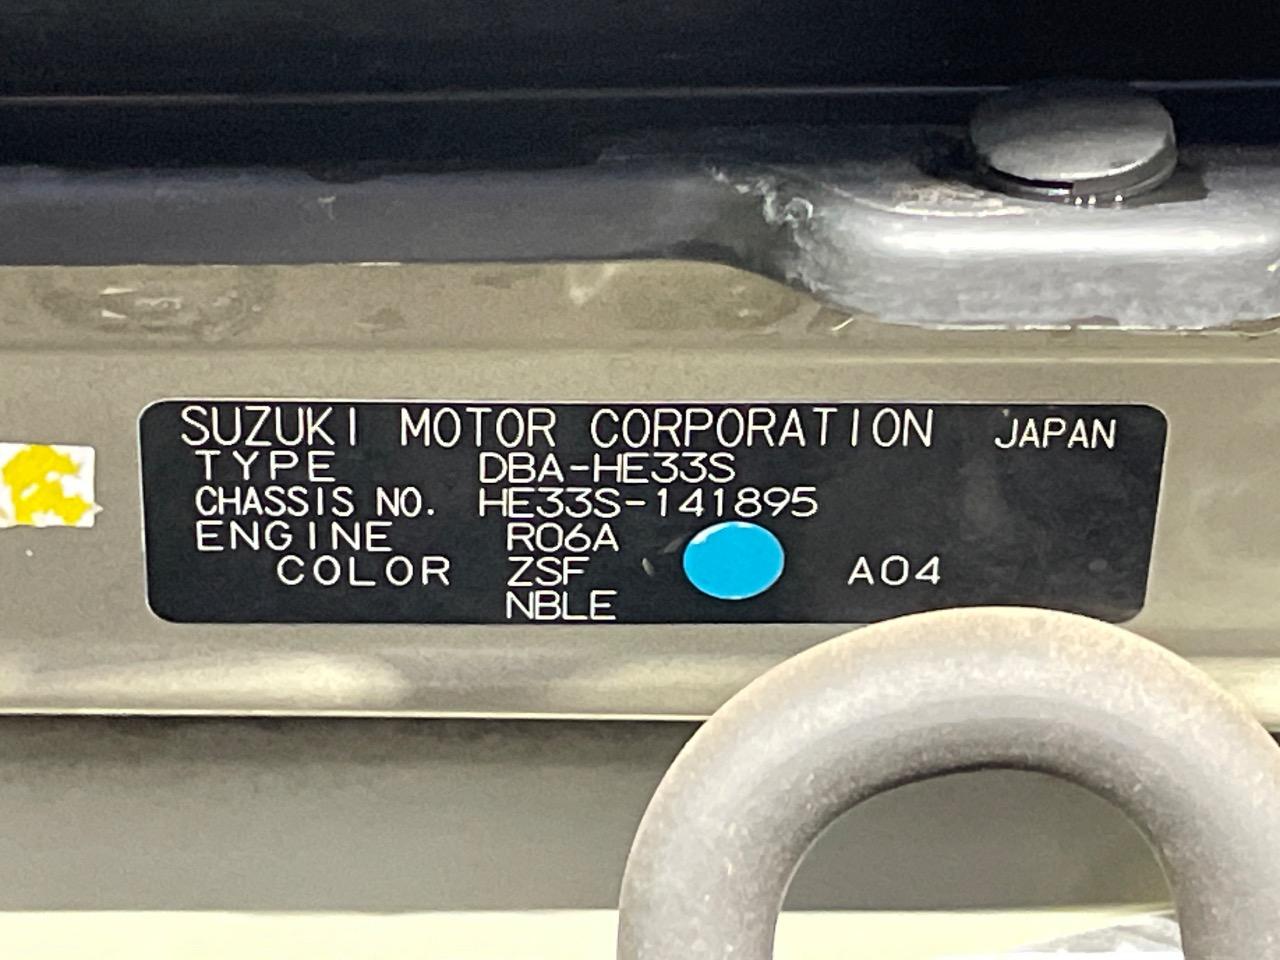 SUZUKI MOTOR CORPORATION JAPAN
TYPE DBA-HE33S
CHASSIS NO. HE33S-141895
ENGINE R06A
COLOR ZSF A04
NBLE